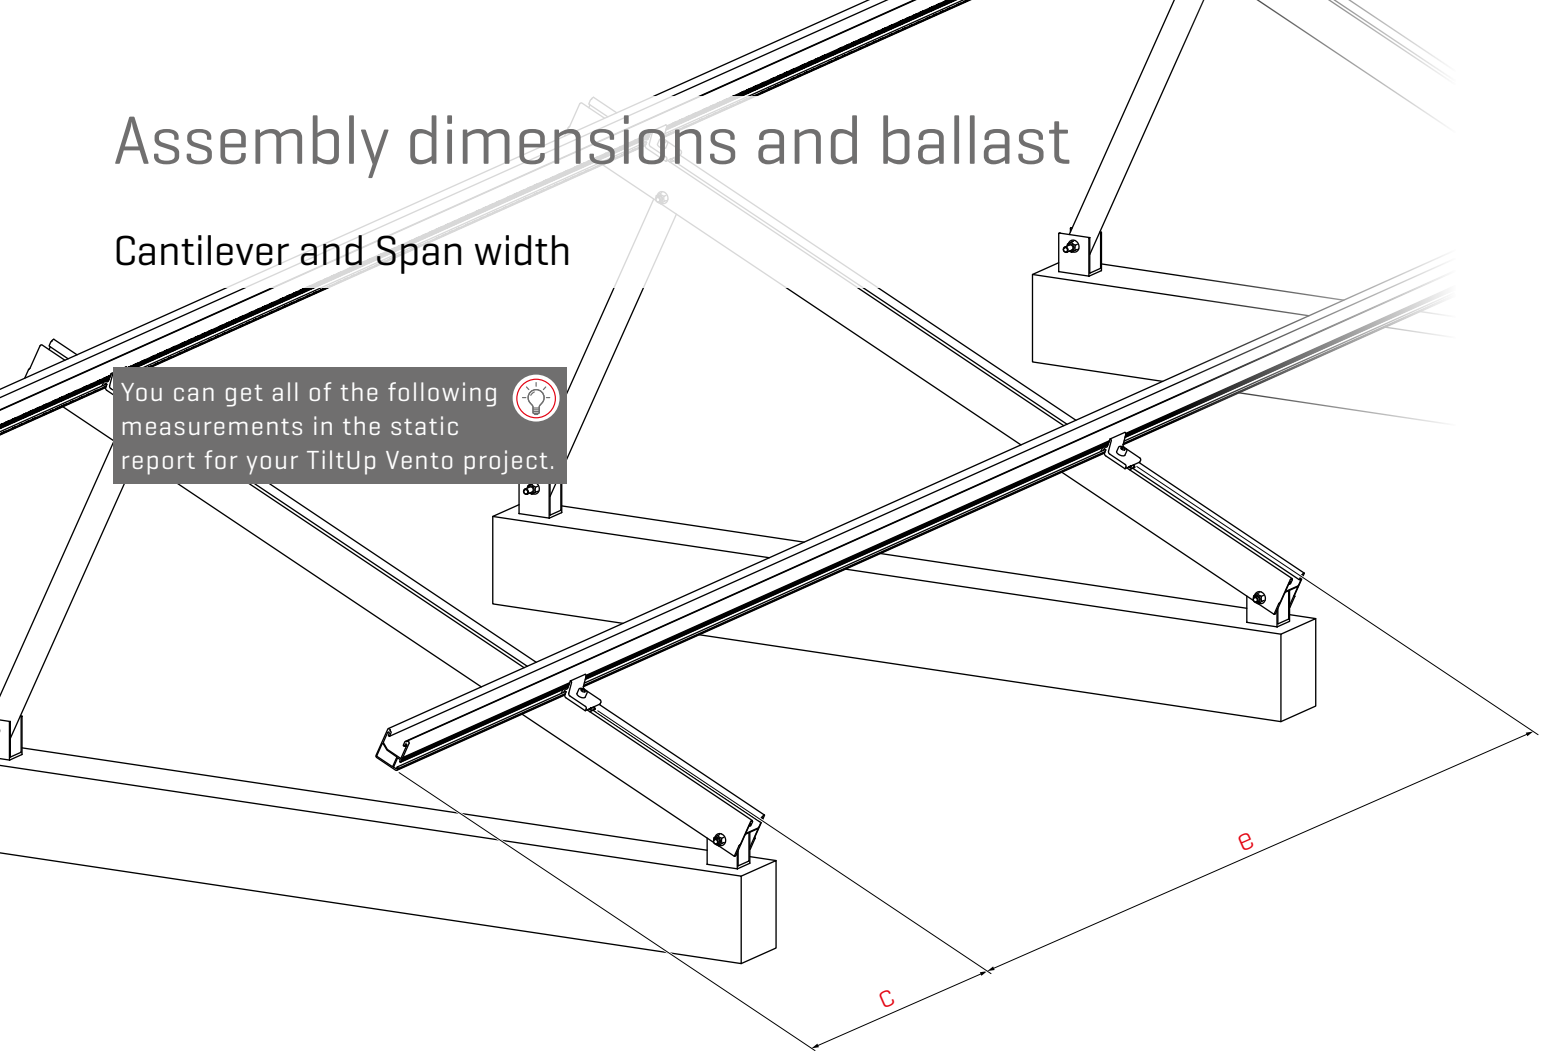 Assembly dimensions and ballast
Cantilever and Span width
You can get all of the following
measurements in the static
report for your TiltUp Vento project.
e
c